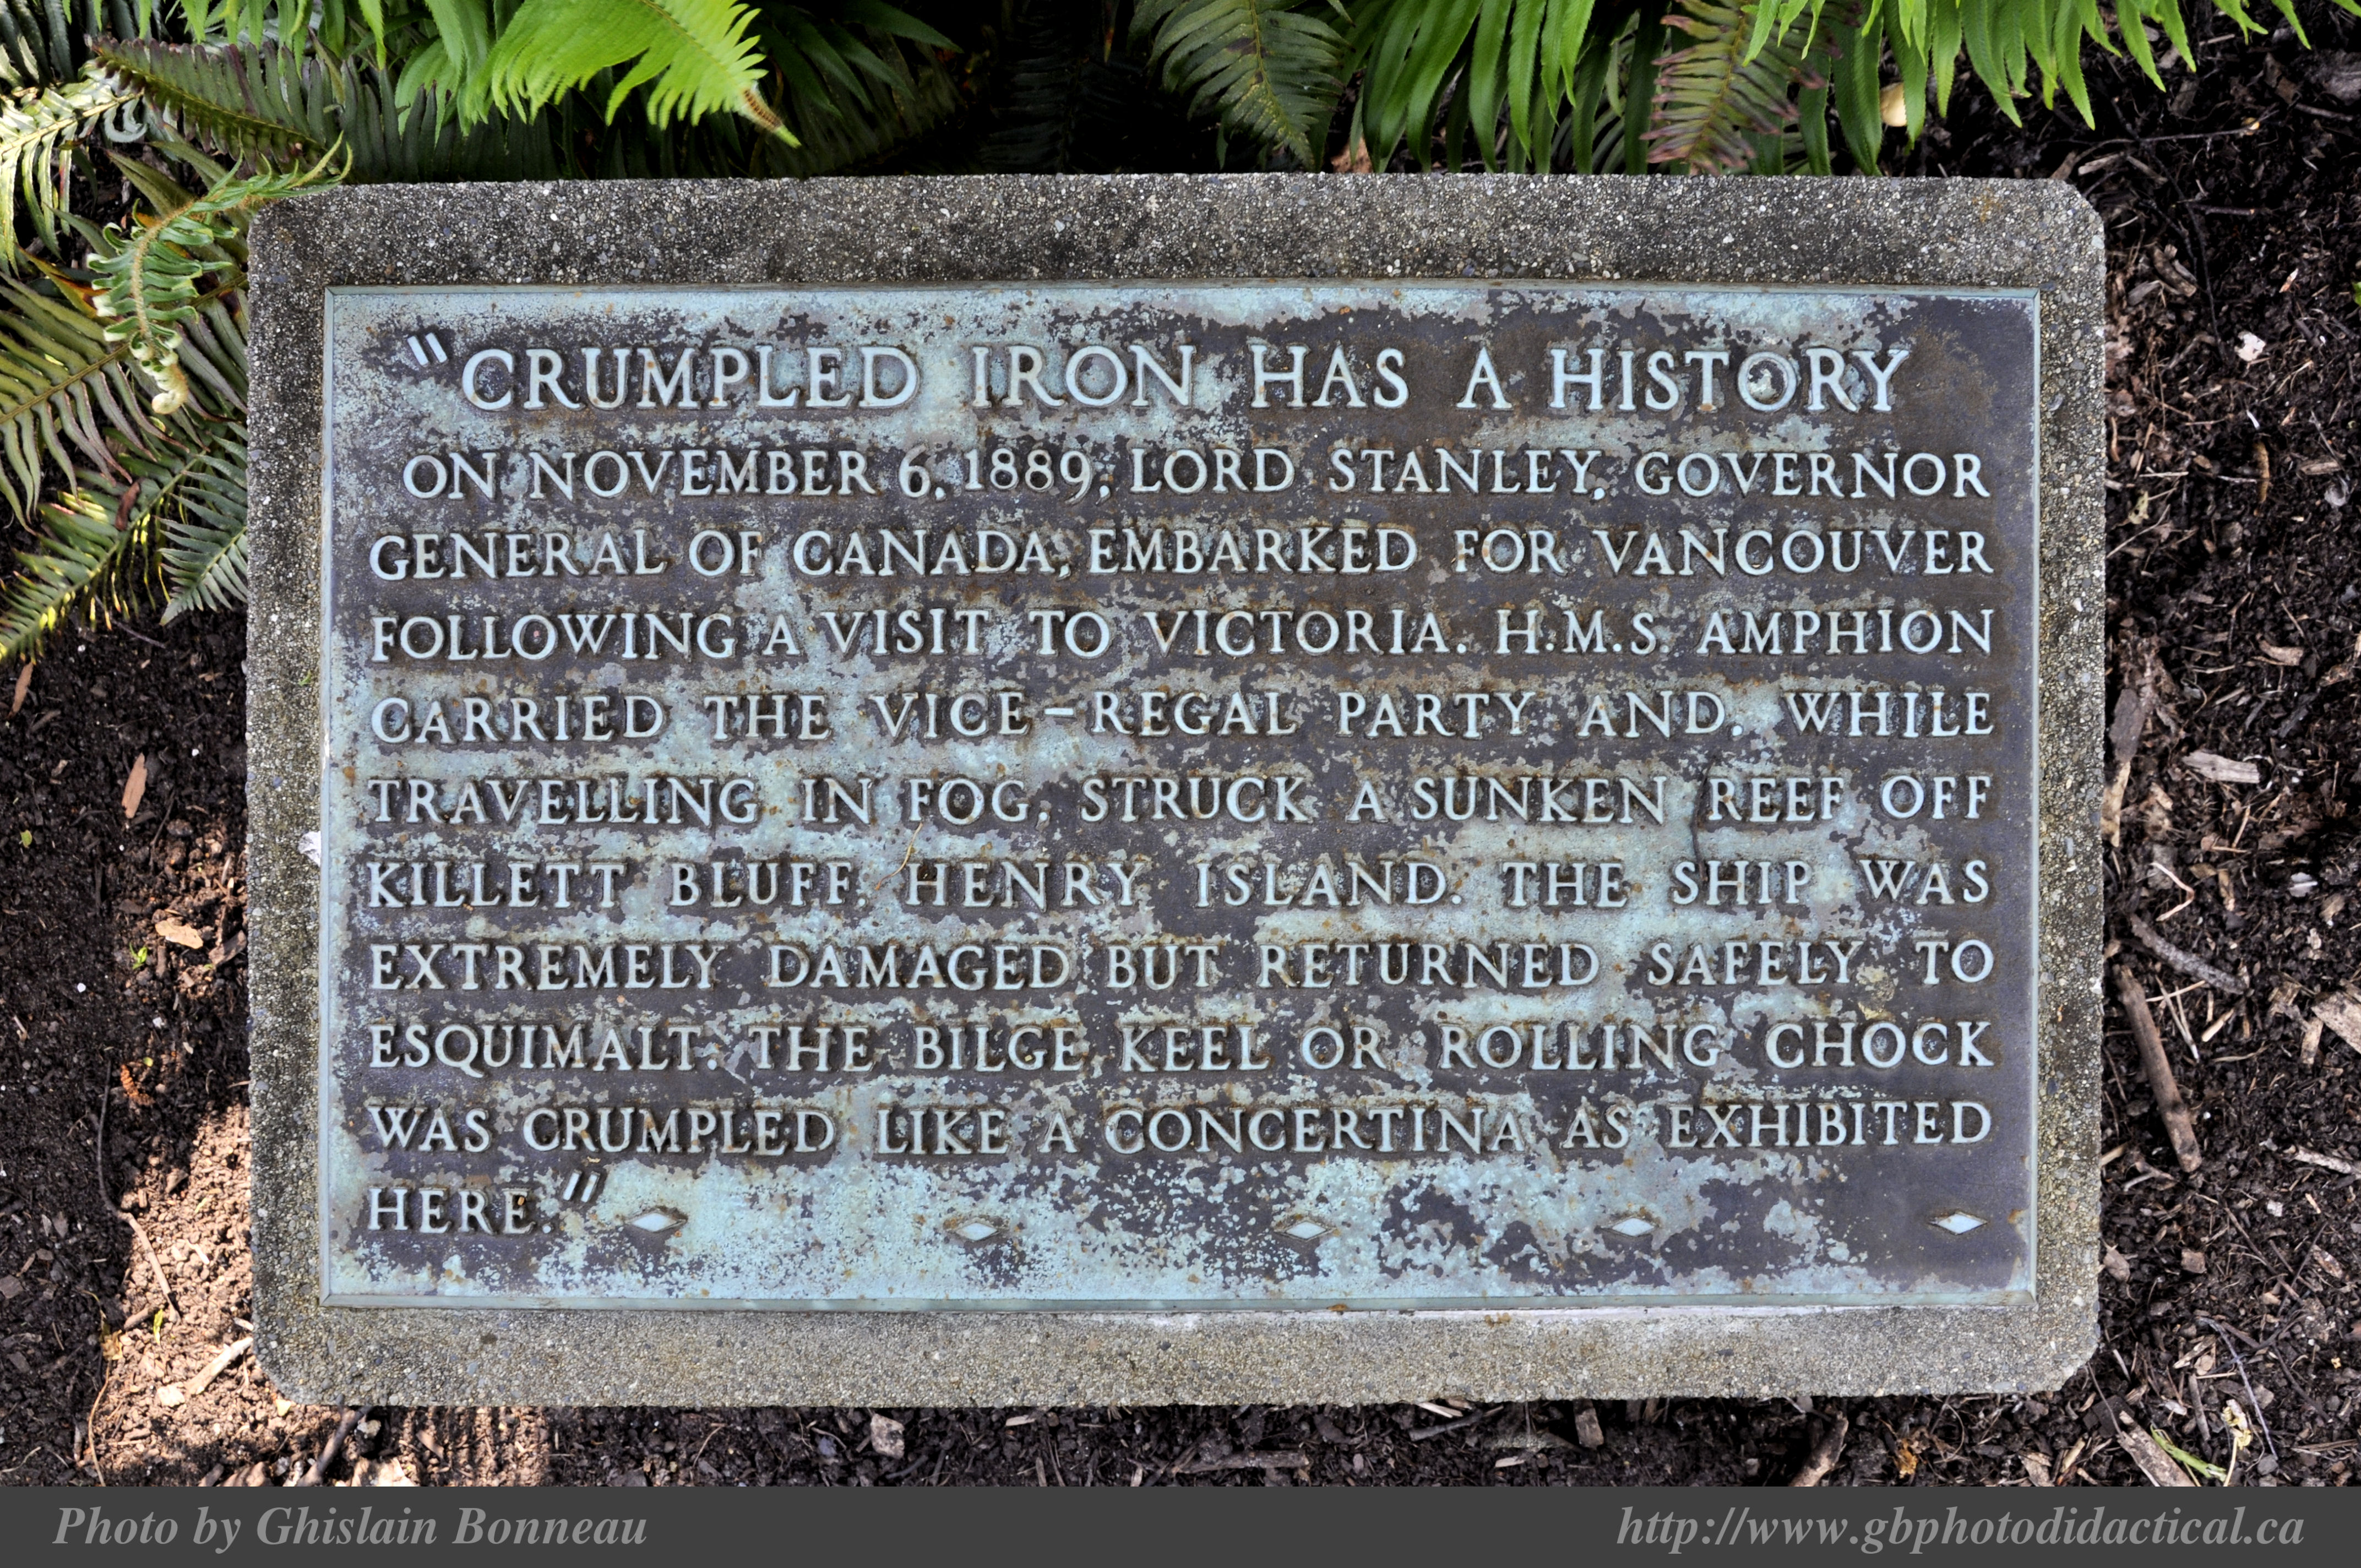 "CRUMPLED IRON HAS A HISTORY
ON NOVEMBER 6, 1889, LORD STANLEY, GOVERNOR
GENERAL OF CANADA, EMBARKED FOR VANCOUVER
FOLLOWING A VISIT TO VICTORIA. H.M.S. AMPHION
CARRIED THE VICE-REGAL PARTY AND, WHILE
TRAVELLING IN FOG, STRUCK A SUNKEN REEF OFF
KILLETT BLUFF, HENRY ISLAND. THE SHIP WAS
EXTREMELY DAMAGED BUT RETURNED SAFELY TO
ESQUIMALT. THE BILGE KEEL OR ROLLING CHOCK
WAS CRUMPLED LIKE A CONCERTINA AS EXHIBITED
HERE."
Photo by Ghislain Bonneau
http://www.gbphotodidactical.ca